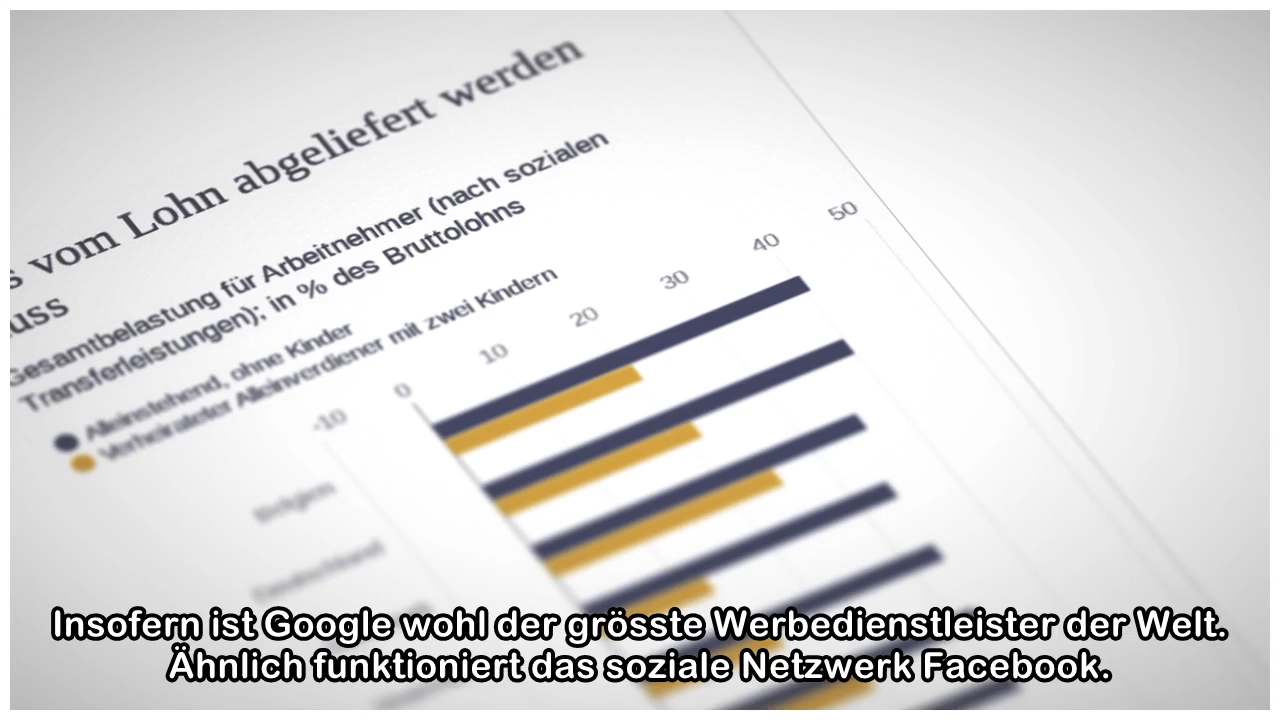 s vom Lohn abgeliefert werden
uss
Gesamtbelastung für Arbeitnehmer (nach sozialen
Transferleistungen); in % des Bruttolohns
Alleinstehend, ohne Kinder
Verheirateter Alleinverdiener mit zwei Kindern
-10 0 10 20 30 40 50
Belgien
Deutschland
Insofern ist Google wohl der grösste Werbedienstleister der Welt.
Ähnlich funktioniert das soziale Netzwerk Facebook.